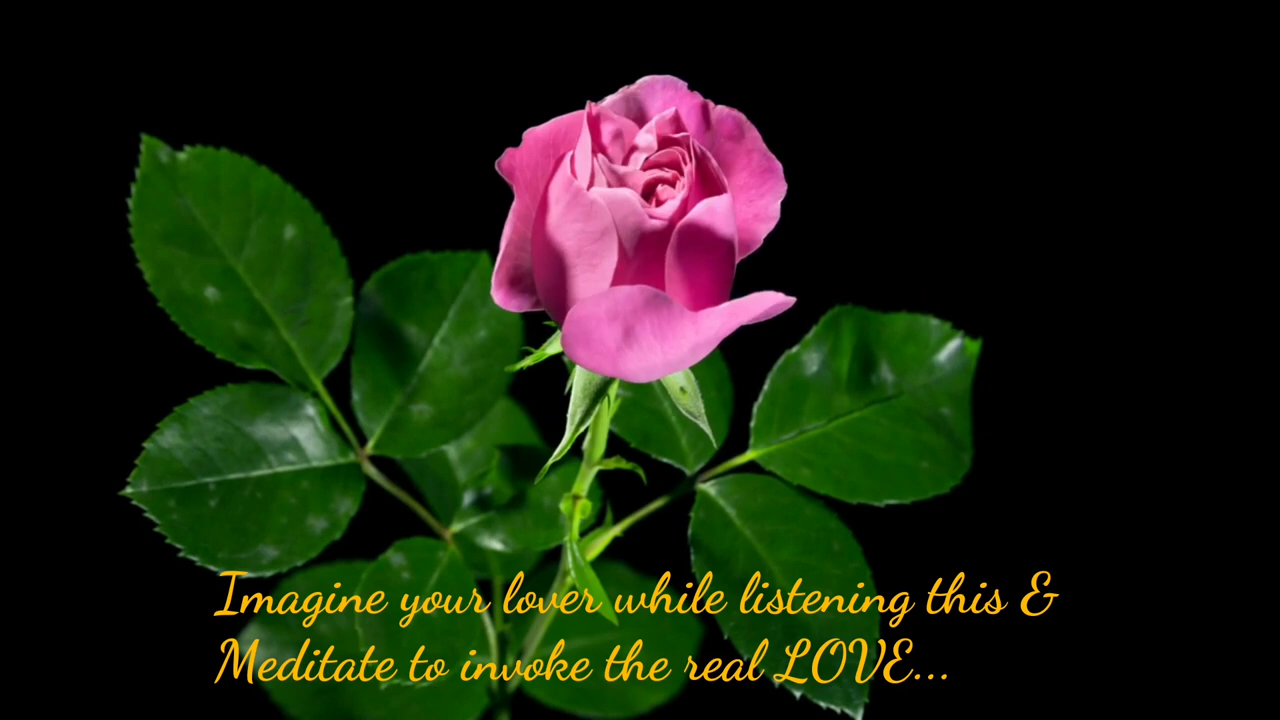 Imagine your lover while listening this &
Meditate to invoke the real LOVE...